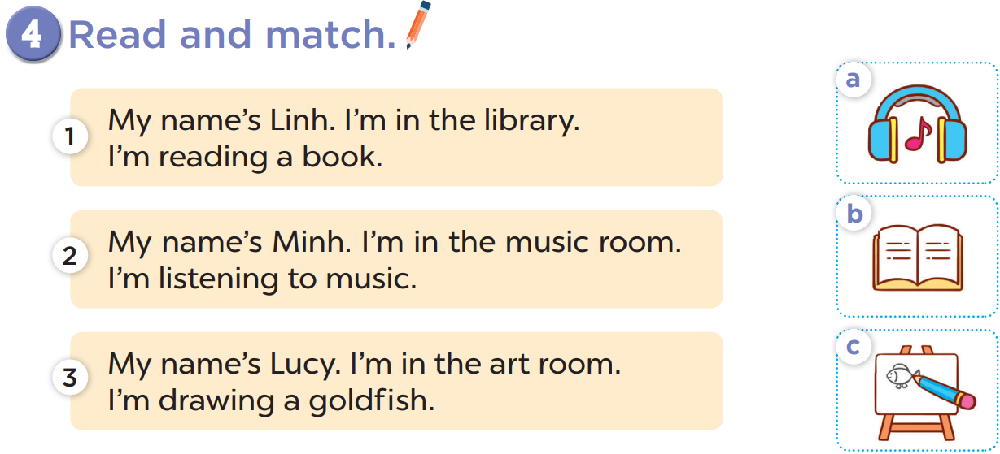 4 Read and match.
1
My name’s Linh. I’m in the library.
I’m reading a book.
2
My name’s Minh. I’m in the music room.
I’m listening to music.
3
My name’s Lucy. I’m in the art room.
I’m drawing a goldfish.
a
b
c